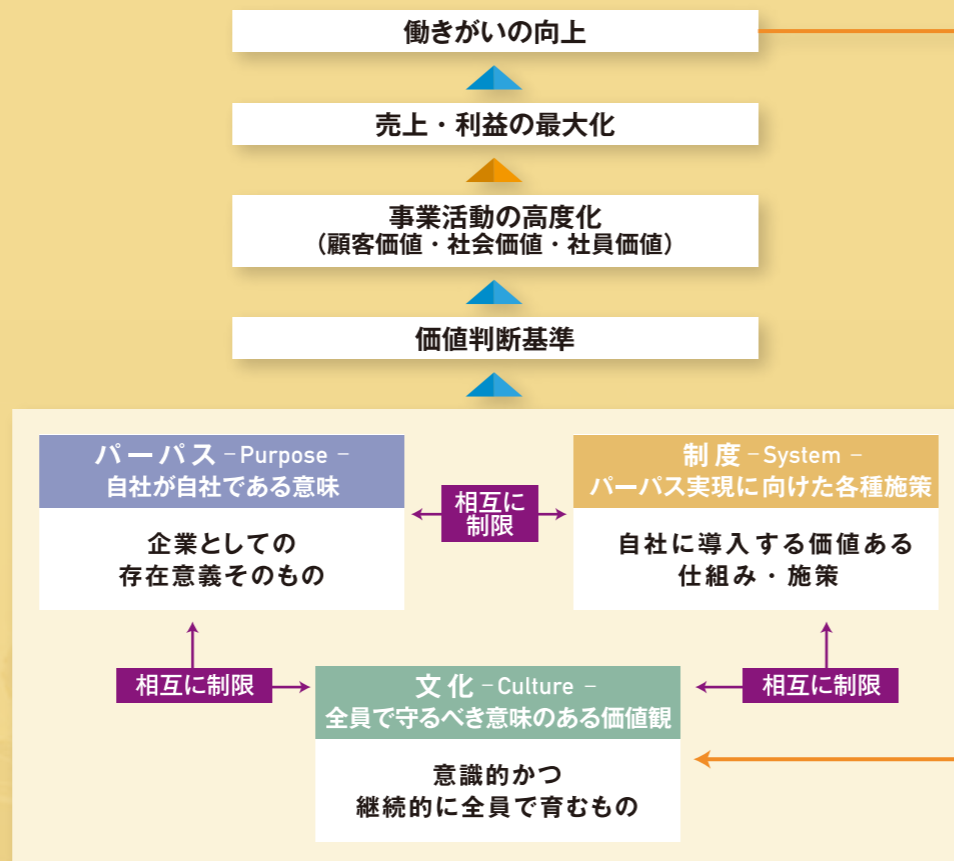 働きがいの向上
売上・利益の最大化
事業活動の高度化
（顧客価値・社会価値・社員価値）
価値判断基準
パーパス －Purpose－
自社が自社である意味
企業としての
存在意義そのもの
相互に
制限
制度 －System－
パーパス実現に向けた各種施策
自社に導入する価値ある
仕組み・施策
相互に制限
文化 －Culture－
全員で守るべき意味のある価値観
意識的かつ
継続的に全員で育むもの
相互に制限